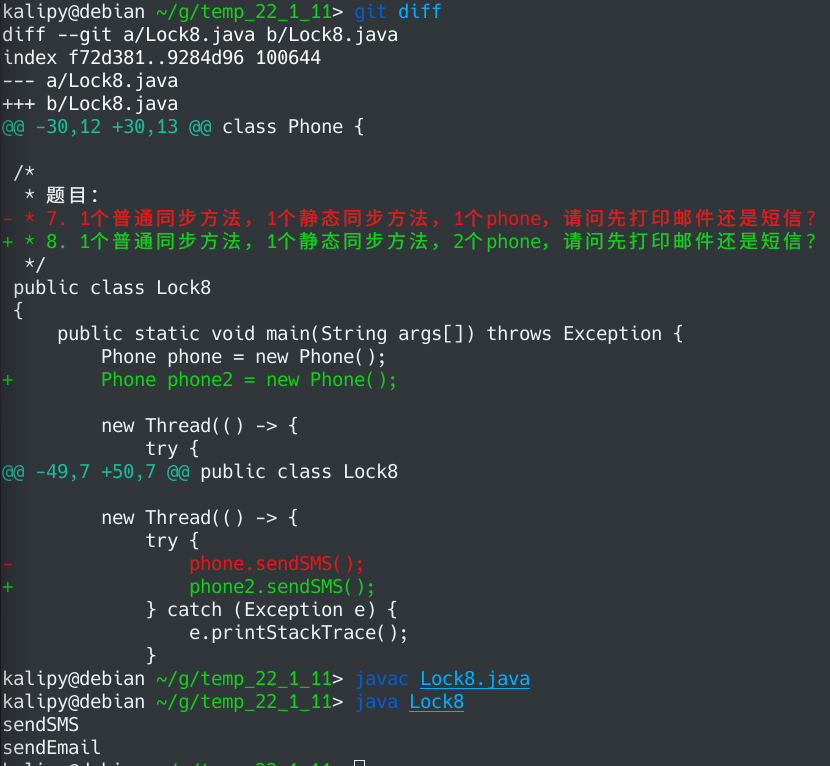 kalipy@debian ~/g/temp_22_1_11> git diff
diff --git a/Lock8.java b/Lock8.java
index f72d381..9284d96 100644
--- a/Lock8.java
+++ b/Lock8.java
@@ -30,12 +30,13 @@ class Phone {
 /*
  * 题目：
- * 7. 1个普通同步方法，1个静态同步方法，1个phone，请问先打印邮件还是短信？
+ * 8. 1个普通同步方法，1个静态同步方法，2个phone，请问先打印邮件还是短信？
  */
 public class Lock8
 {
     public static void main(String args[]) throws Exception {
         Phone phone = new Phone();
+        Phone phone2 = new Phone();
         new Thread(() -> {
             try {
@@ -49,7 +50,7 @@ public class Lock8
         new Thread(() -> {
             try {
-                phone.sendSMS();
+                phone2.sendSMS();
             } catch (Exception e) {
                 e.printStackTrace();
             }
kalipy@debian ~/g/temp_22_1_11> javac Lock8.java
kalipy@debian ~/g/temp_22_1_11> java Lock8
sendSMS
sendEmail
kalipy@debian ~/g/temp_22_1_11>